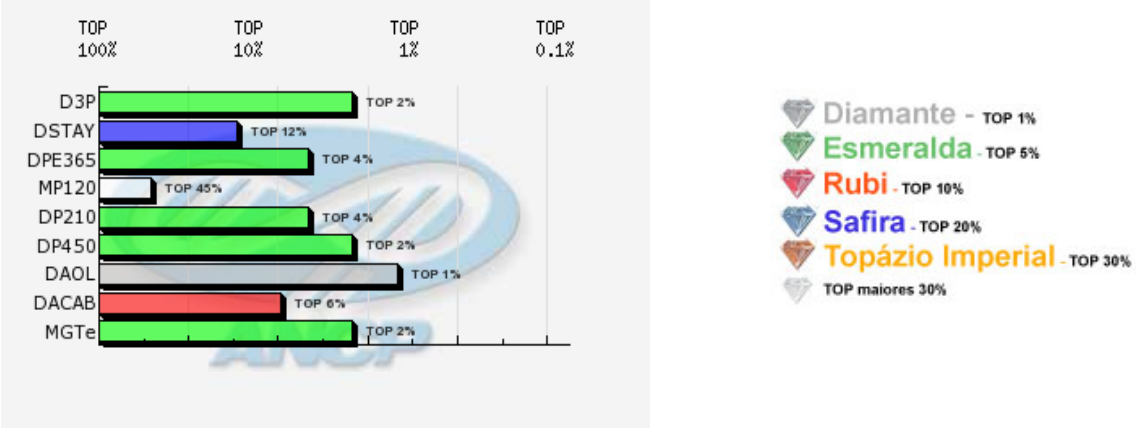 TOP TOP TOP TOP
100% 10% 1% 0.1%
D3P TOP 2%
DSTAY TOP 12%
DPE365 TOP 4%
MP120 TOP 45%
DP210 TOP 4%
DP450 TOP 2%
DAOL TOP 1%
DACAB TOP 6%
MGTe TOP 2%
ANCP
Diamante - TOP 1%
Esmeralda - TOP 5%
Rubi - TOP 10%
Safira - TOP 20%
Topázio Imperial - TOP 30%
TOP maiores 30%